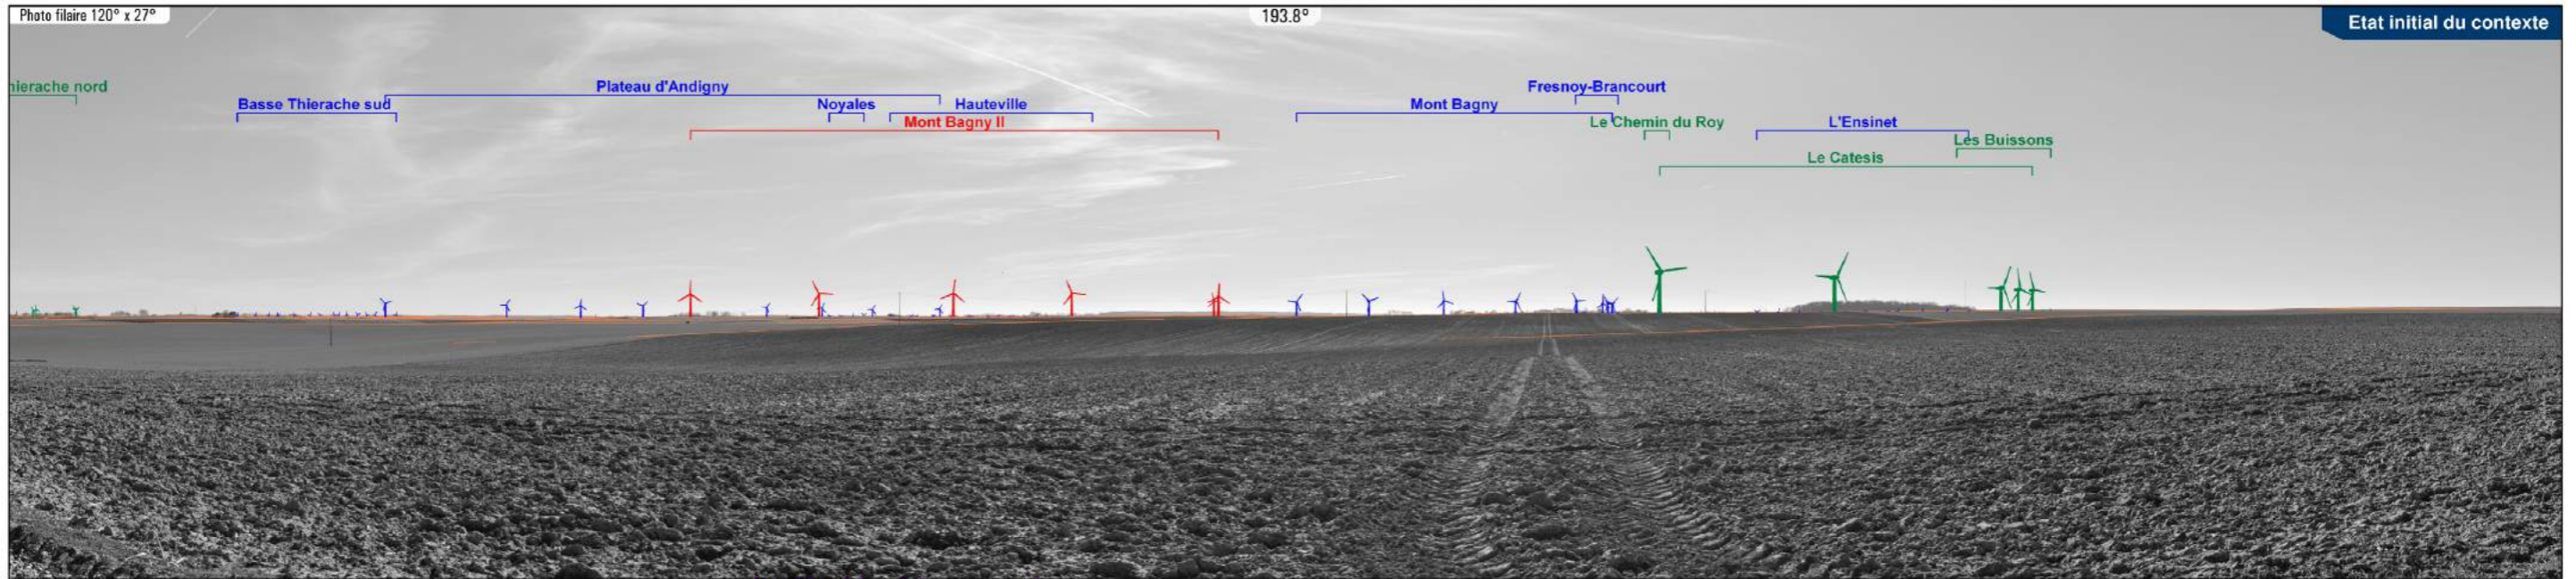 Photo filaire 120° x 27°
193.8°
Etat initial du contexte
hierache nord
Plateau d'Andigny
Fresnoy-Brancourt
Basse Thierache sud
Noyales
Hauteville
Mont Bagny
Mont Bagny II
Le Chemin du Roy
L'Ensinet
Les Buissons
Le Catesis